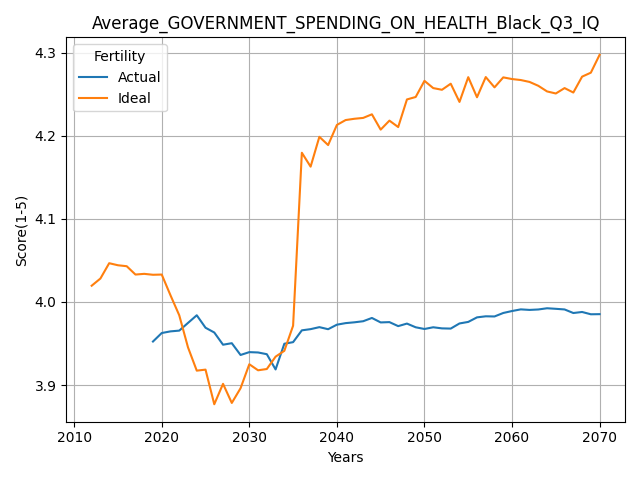 Average_GOVERNMENT_SPENDING_ON_HEALTH_Black_Q3_IQ
Fertility
Actual
Ideal
Score(1-5)
4.3
4.2
4.1
4.0
3.9
2010 2020 2030 2040 2050 2060 2070
Years